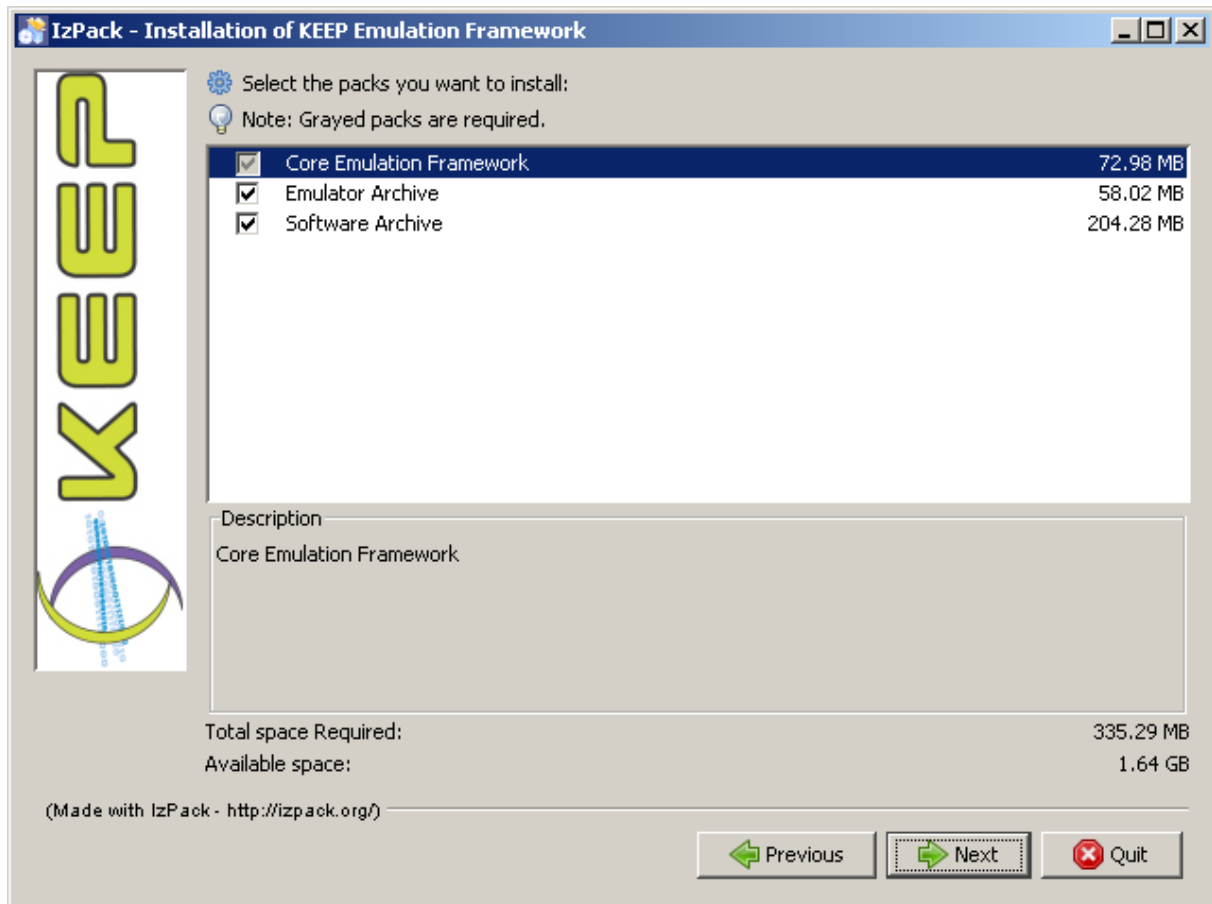 IzPack - Installation of KEEP Emulation Framework
KEEP
Select the packs you want to install:
Note: Grayed packs are required.
Core Emulation Framework 72.98 MB
Emulator Archive 58.02 MB
Software Archive 204.28 MB
Description
Core Emulation Framework
Total space Required: 335.29 MB
Available space: 1.64 GB
(Made with IzPack - http://izpack.org/)
Previous Next Quit